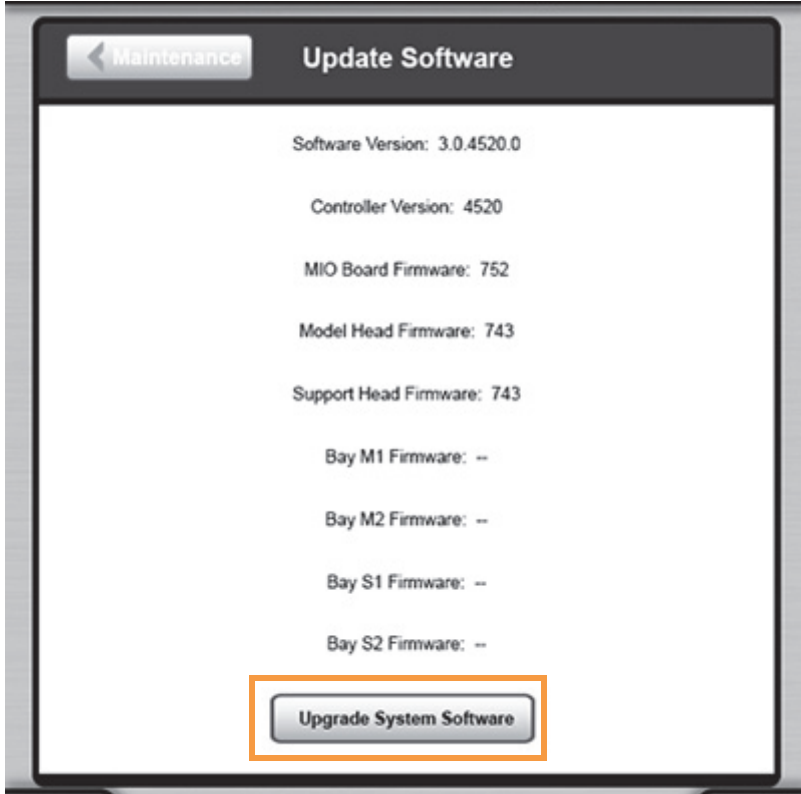 Maintenance
Update Software
Software Version: 3.0.4520.0
Controller Version: 4520
MIO Board Firmware: 752
Model Head Firmware: 743
Support Head Firmware: 743
Bay M1 Firmware: --
Bay M2 Firmware: --
Bay S1 Firmware: --
Bay S2 Firmware: --
Upgrade System Software